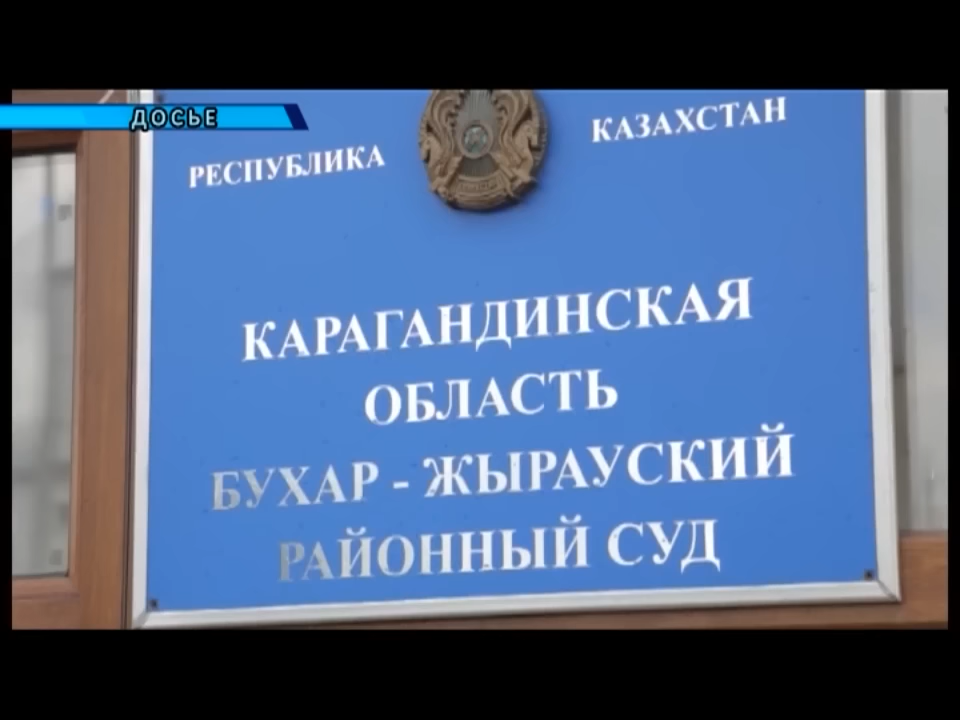 ДОСЬЕ
РЕСПУБЛИКА
КАЗАХСТАН
КАРАГАНДИНСКАЯ
ОБЛАСТЬ
БУХАР - ЖЫРАУСКИЙ
РАЙОННЫЙ СУД